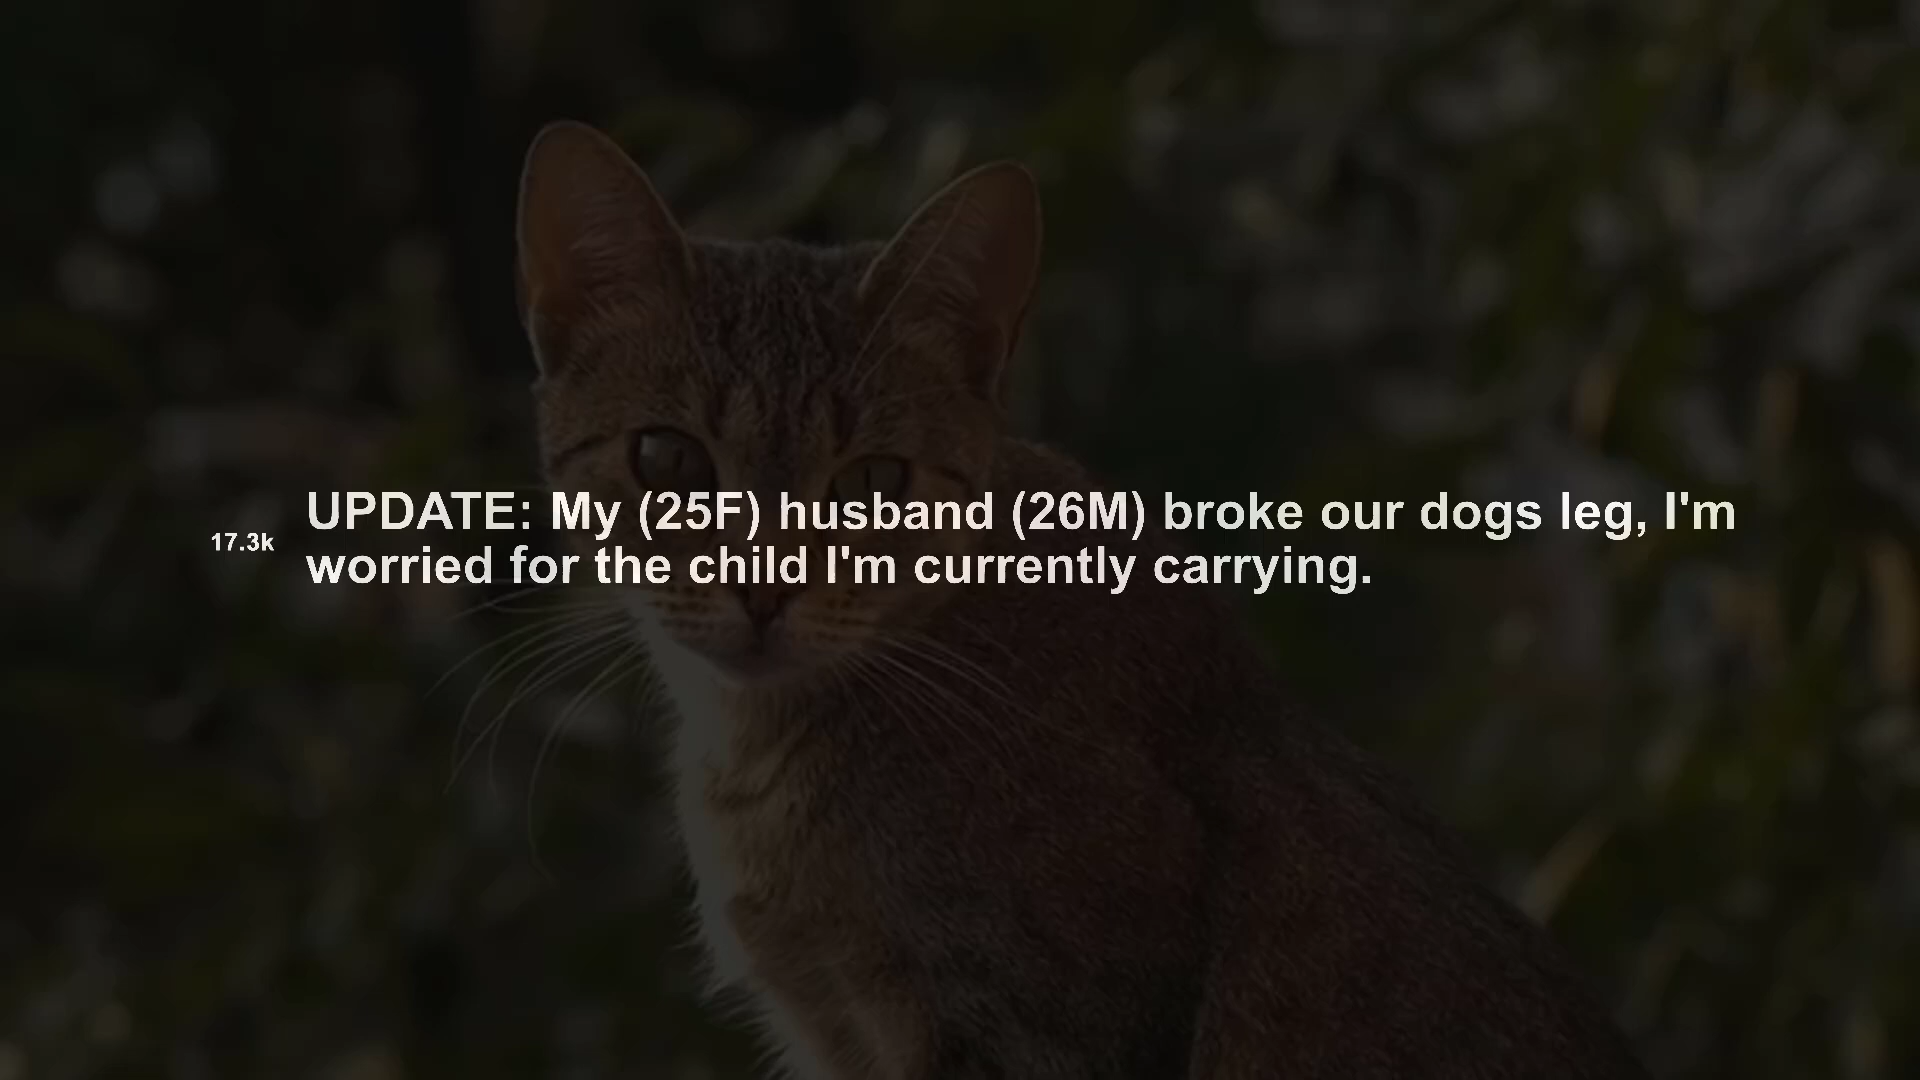 17.3k
UPDATE: My (25F) husband (26M) broke our dogs leg, I'm
worried for the child I'm currently carrying.